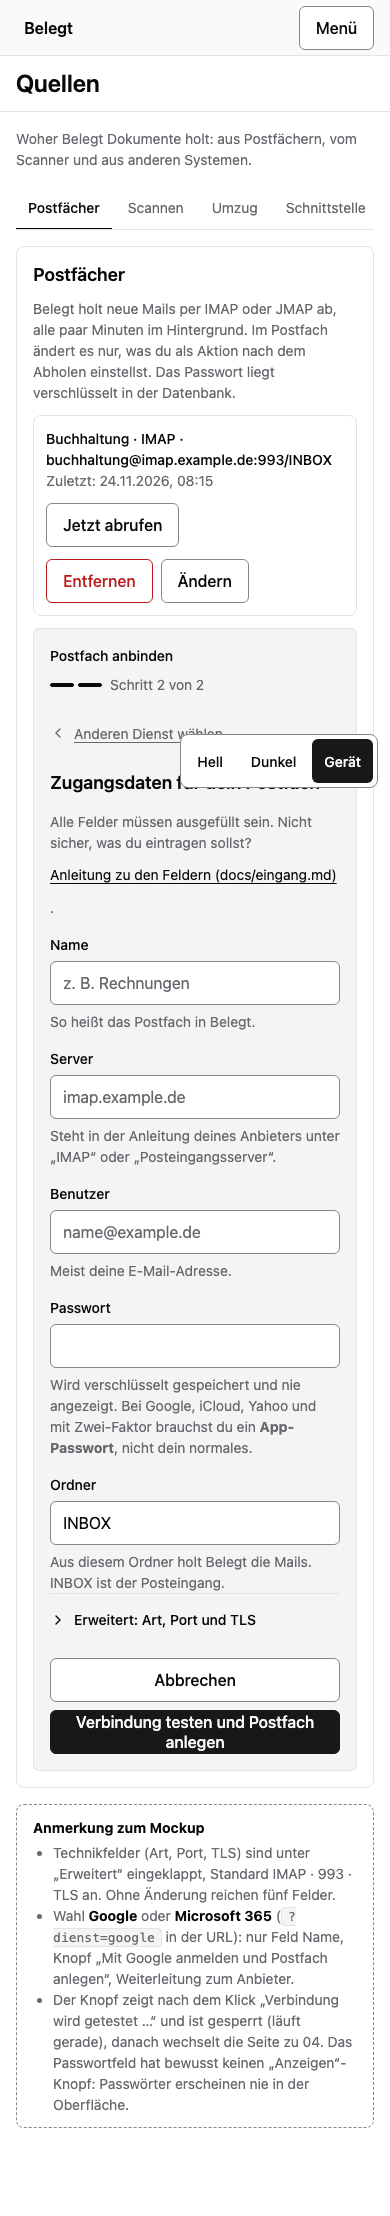 Belegt
Menü
Quellen
Woher Belegt Dokumente holt: aus Postfächern, vom
Scanner und aus anderen Systemen.
Postfächer
Scannen
Umzug
Schnittstelle
Postfächer
Belegt holt neue Mails per IMAP oder JMAP ab,
alle paar Minuten im Hintergrund. Im Postfach
ändert es nur, was du als Aktion nach dem
Abholen einstellst. Das Passwort liegt
verschlüsselt in der Datenbank.
Buchhaltung · IMAP ·
buchhaltung@imap.example.de:993/INBOX
Zuletzt: 24.11.2026, 08:15
Jetzt abrufen
Entfernen
Ändern
Postfach anbinden
Schritt 2 von 2
Anderen Dienst wählen
Hell
Dunkel
Gerät
Zugangsdaten für dein Postfach
Alle Felder müssen ausgefüllt sein. Nicht
sicher, was du eintragen sollst?
Anleitung zu den Feldern (docs/eingang.md)
.
Name
z. B. Rechnungen
So heißt das Postfach in Belegt.
Server
imap.example.de
Steht in der Anleitung deines Anbieters unter
„IMAP“ oder „Posteingangsserver“.
Benutzer
name@example.de
Meist deine E-Mail-Adresse.
Passwort
Wird verschlüsselt gespeichert und nie
angezeigt. Bei Google, iCloud, Yahoo und
mit Zwei-Faktor brauchst du ein App-
Passwort, nicht dein normales.
Ordner
INBOX
Aus diesem Ordner holt Belegt die Mails.
INBOX ist der Posteingang.
Erweitert: Art, Port und TLS
Abbrechen
Verbindung testen und Postfach
anlegen
Anmerkung zum Mockup
• Technikfelder (Art, Port, TLS) sind unter
„Erweitert“ eingeklappt, Standard IMAP · 993 ·
TLS an. Ohne Änderung reichen fünf Felder.
• Wahl Google oder Microsoft 365 ( ?
dienst=google in der URL): nur Feld Name,
Knopf „Mit Google anmelden und Postfach
anlegen“, Weiterleitung zum Anbieter.
• Der Knopf zeigt nach dem Klick „Verbindung
wird getestet …“ und ist gesperrt (läuft
gerade), danach wechselt die Seite zu 04. Das
Passwortfeld hat bewusst keinen „Anzeigen“-
Knopf: Passwörter erscheinen nie in der
Oberfläche.